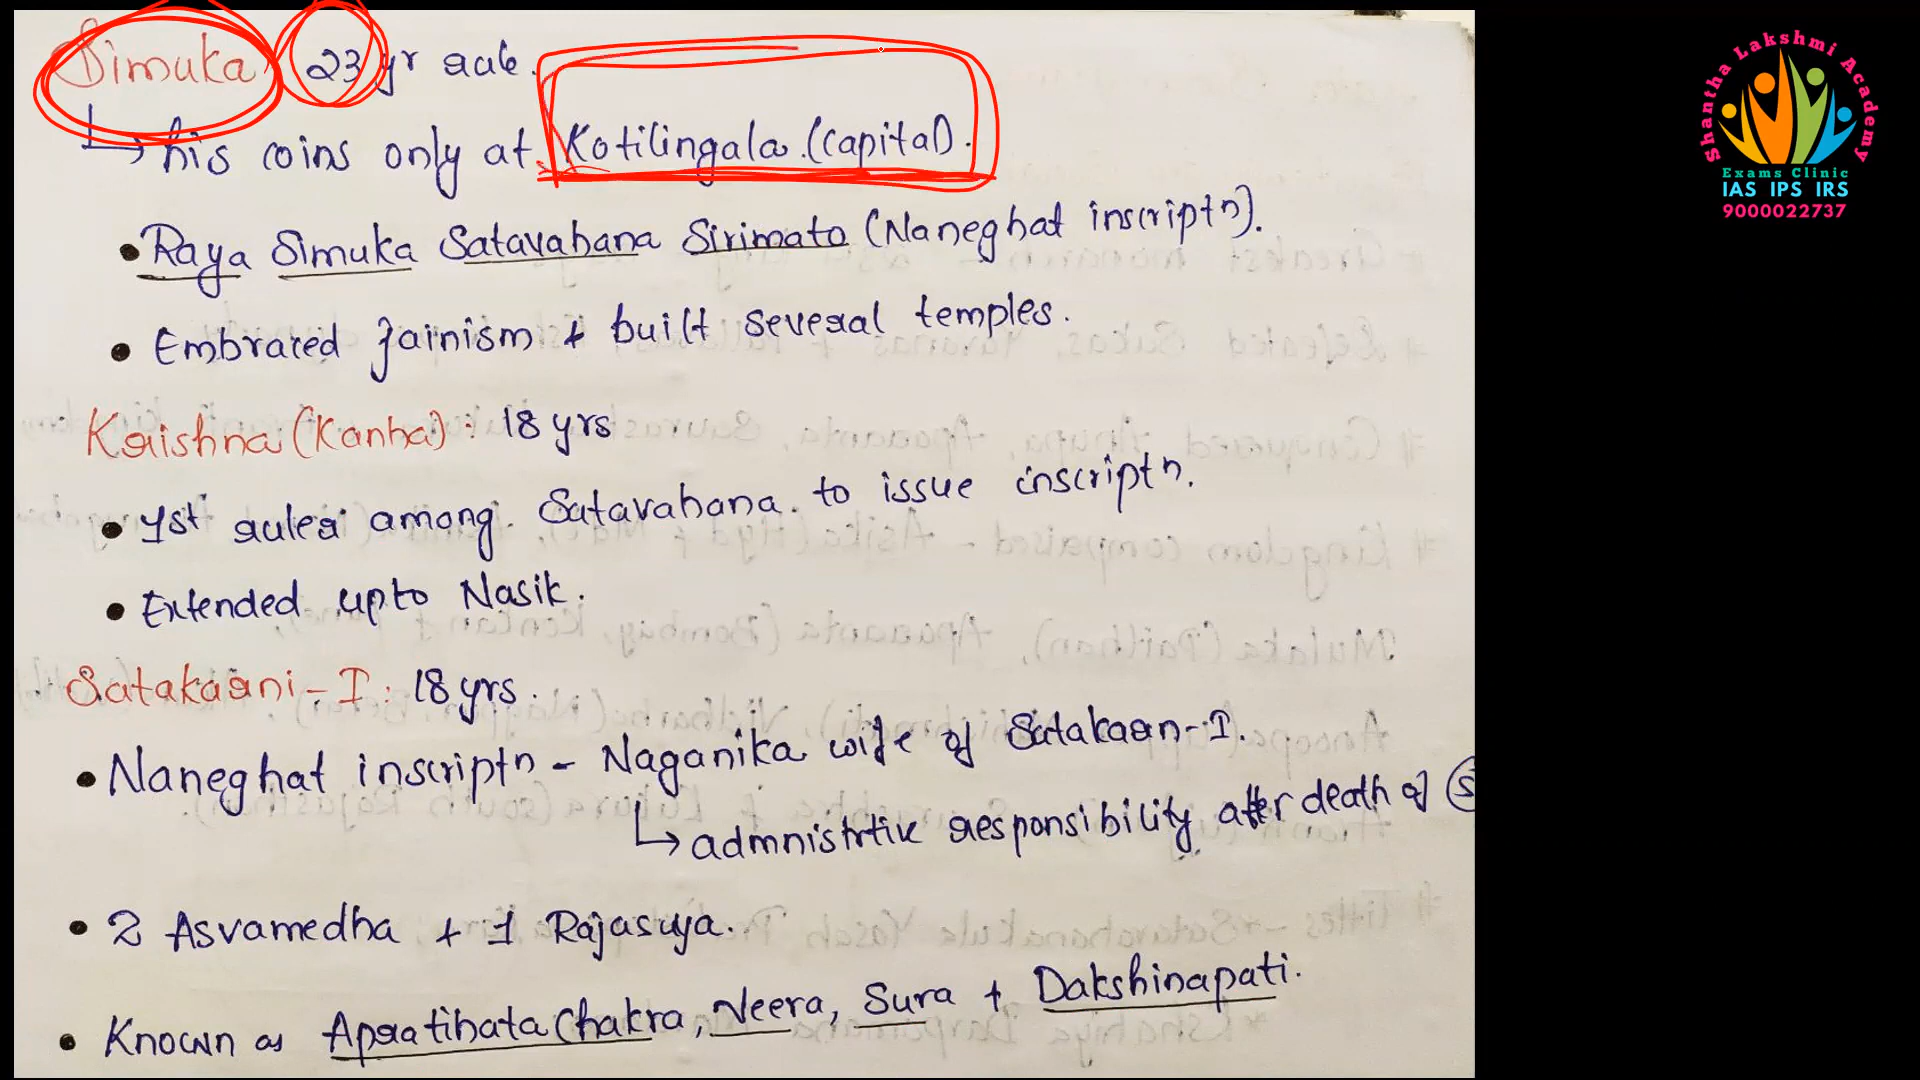 Simuka 23 yr rule.
↳ his coins only at Kotilingala (capital).
• Raya Simuka Satavahana Sirimato (Naneghat inscriptn).
• Embraced Jainism + built several temples.
Krishna (Kanha) : 18 yrs
• 1st ruler among Satavahana to issue inscriptn.
• Extended upto Nasik.
Satakarni - I : 18 yrs.
• Naneghat inscriptn - Naganika wife of Satakarn-I.
↳ admnistrtive responsibility after death of S
• 2 Asvamedha + 1 Rajasuya.
• Known as Apratihata Chakra, Veera, Sura + Dakshinapati.
Shantha Lakshmi Academy
Exams Clinic
IAS IPS IRS
9000022737